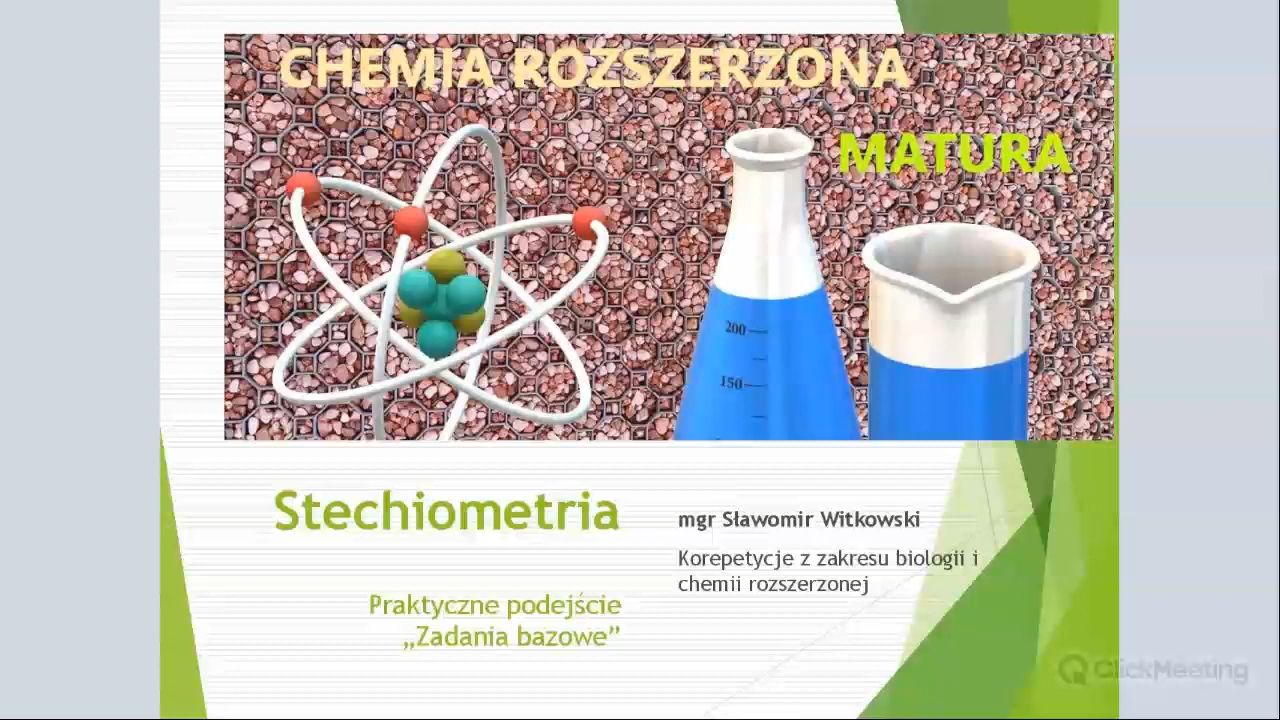 CHEMIA ROZSZERZONA
MATURA
200
150
Stechiometria
Praktyczne podejście
„Zadania bazowe”
mgr Sławomir Witkowski
Korepetycje z zakresu biologii i
chemii rozszerzonej
ClickMeeting